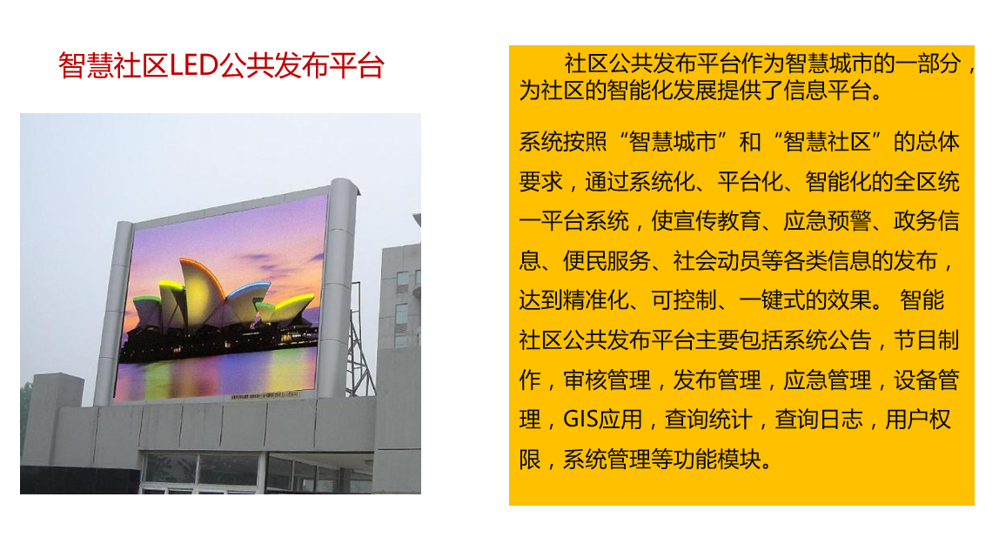 智慧社区LED公共发布平台
社区公共发布平台作为智慧城市的一部分，
为社区的智能化发展提供了信息平台。
系统按照“智慧城市”和“智慧社区”的总体
要求，通过系统化、平台化、智能化的全区统
一平台系统，使宣传教育、应急预警、政务信
息、便民服务、社会动员等各类信息的发布，
达到精准化、可控制、一键式的效果。 智能
社区公共发布平台主要包括系统公告，节目制
作，审核管理，发布管理，应急管理，设备管
理，GIS应用，查询统计，查询日志，用户权
限，系统管理等功能模块。